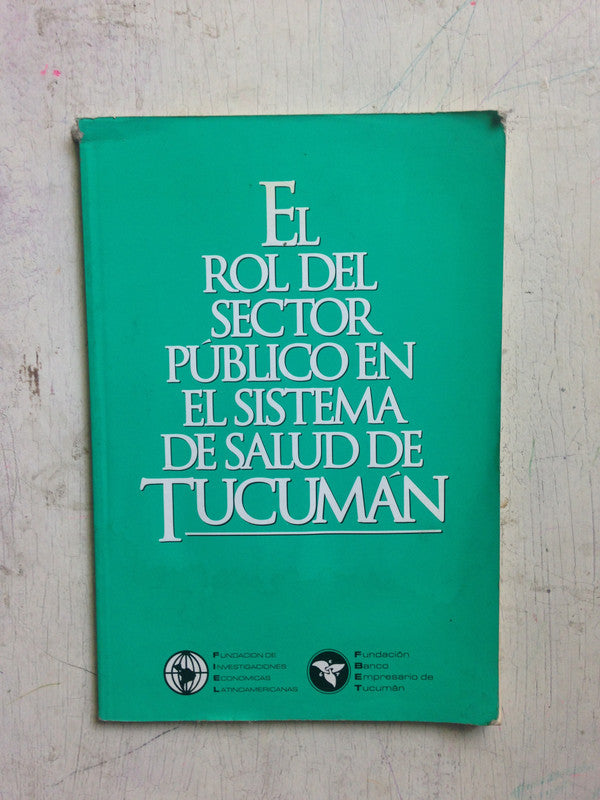 El
ROL DEL
SECTOR
PÚBLICO EN
EL SISTEMA
DE SALUD DE
TUCUMÁN
FUNDACION DE
INVESTIGACIONES
ECONOMICAS
LATINOAMERICANAS
Fundación
Banco
Empresario de
Tucumán